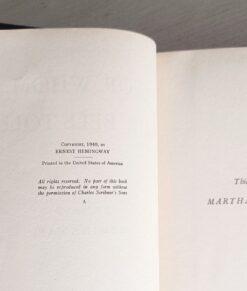 COPYRIGHT, 1940, BY
ERNEST HEMINGWAY
Printed in the United States of America
All rights reserved. No part of this book
may be reproduced in any form without
the permission of Charles Scribner's Sons
A
This
MARTHA